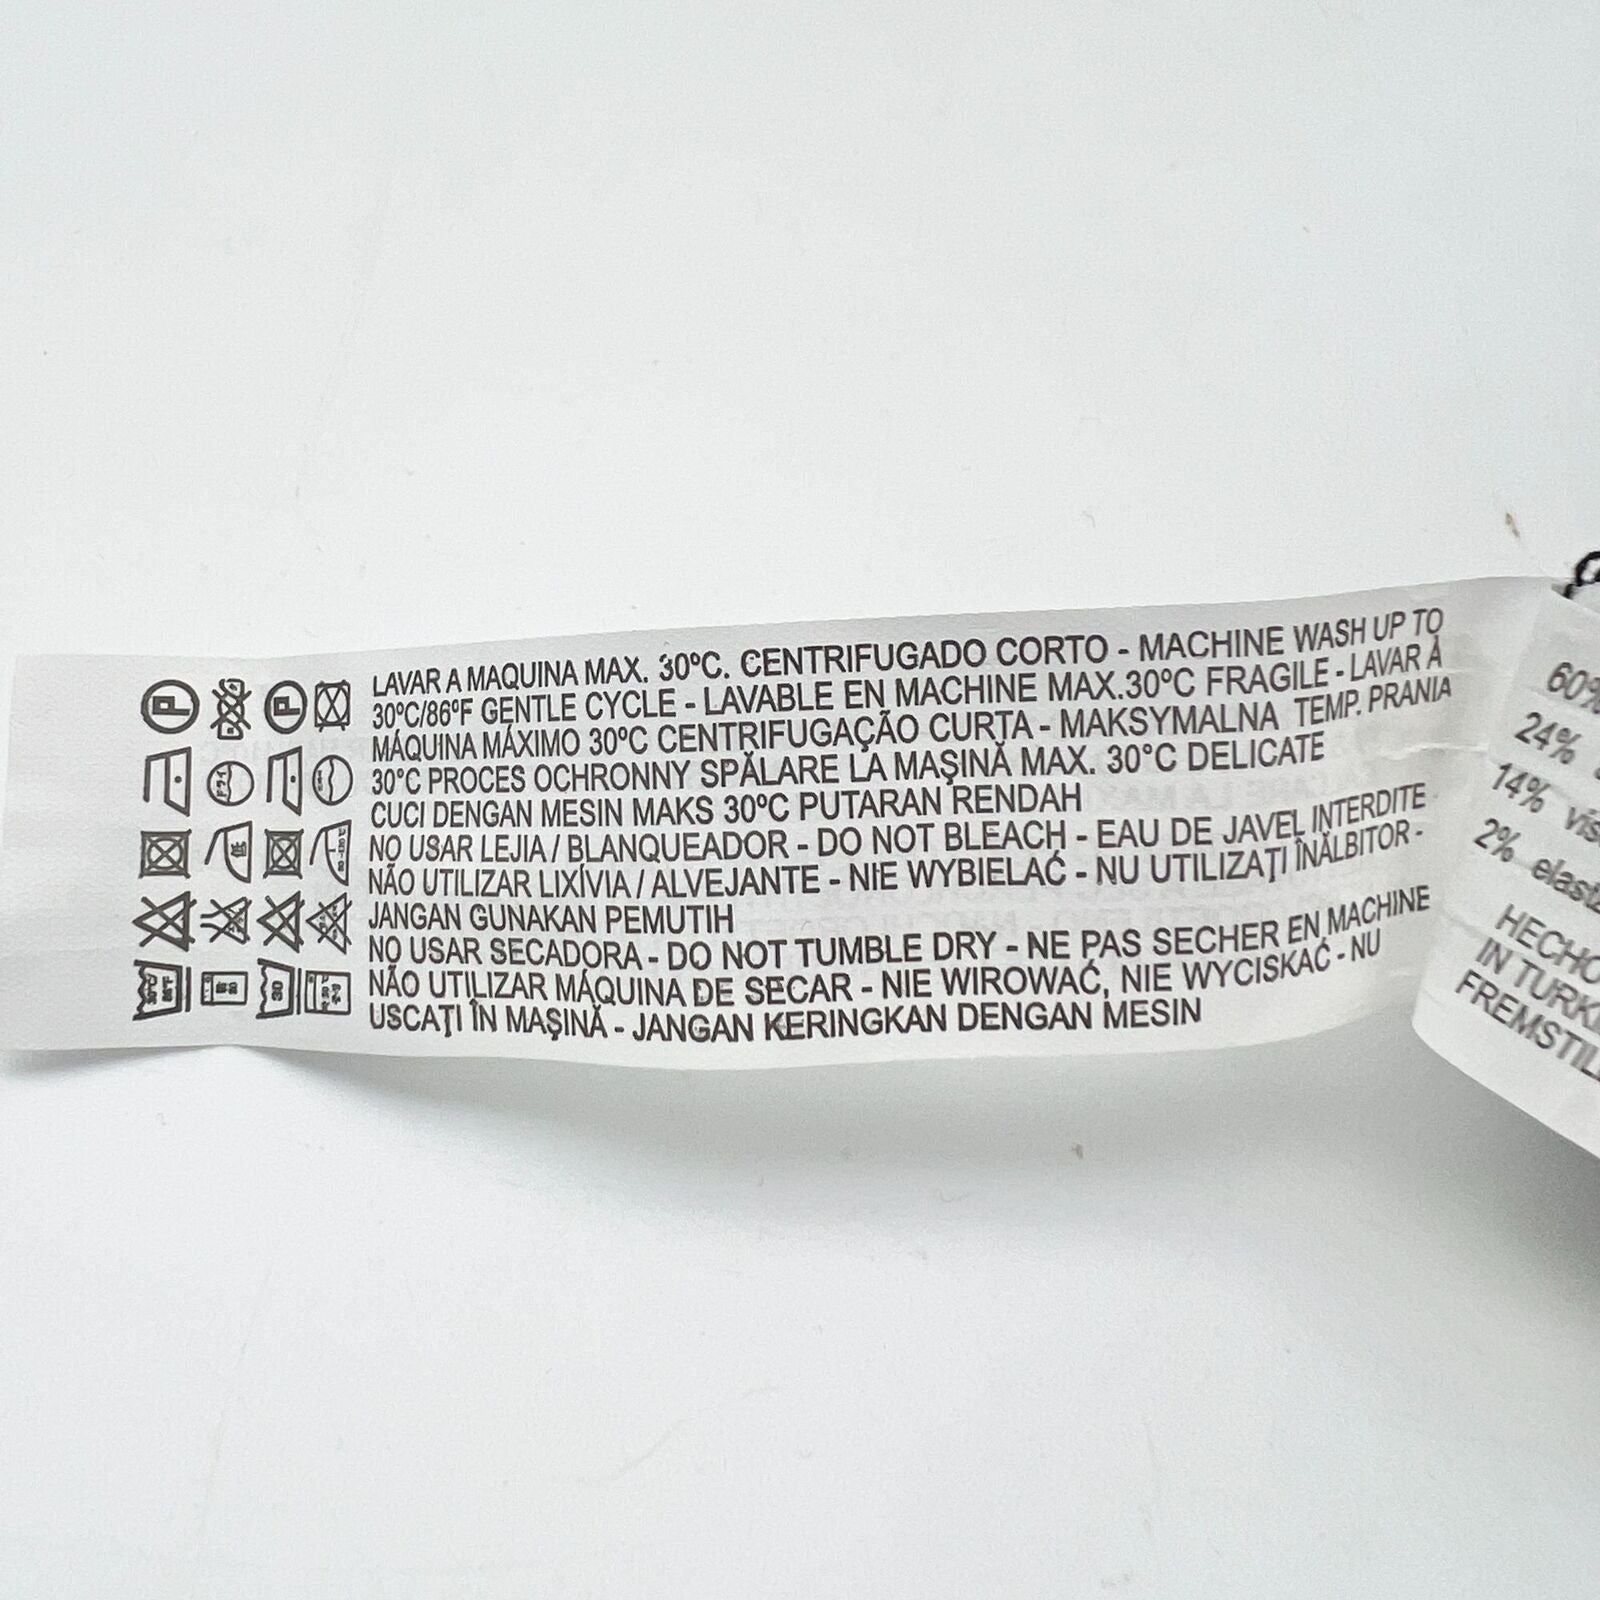 LAVAR A MAQUINA MAX. 30ºC. CENTRIFUGADO CORTO - MACHINE WASH UP TO
30ºC/86ºF GENTLE CYCLE - LAVABLE EN MACHINE MAX.30ºC FRAGILE - LAVAR À
MÁQUINA MÁXIMO 30ºC CENTRIFUGAÇÃO CURTA - MAKSYMALNA TEMP. PRANIA
30°C PROCES OCHRONNY SPĂLARE LA MAŞINĂ MAX. 30°C DELICATE
CUCI DENGAN MESIN MAKS 30ºC PUTARAN RENDAH
NO USAR LEJIA / BLANQUEADOR - DO NOT BLEACH - EAU DE JAVEL INTERDITE -
NÃO UTILIZAR LIXÍVIA / ALVEJANTE - NIE WYBIELAĆ - NU UTILIZAŢI ÎNĂLBITOR -
JANGAN GUNAKAN PEMUTIH
NO USAR SECADORA - DO NOT TUMBLE DRY - NE PAS SECHER EN MACHINE
NÃO UTILIZAR MÁQUINA DE SECAR - NIE WIROWAĆ, NIE WYCISKAĆ - NU
USCAŢI ÎN MAŞINĂ - JANGAN KERINGKAN DENGAN MESIN
P P
30
60%
24%
14%
2%
HECHO
IN